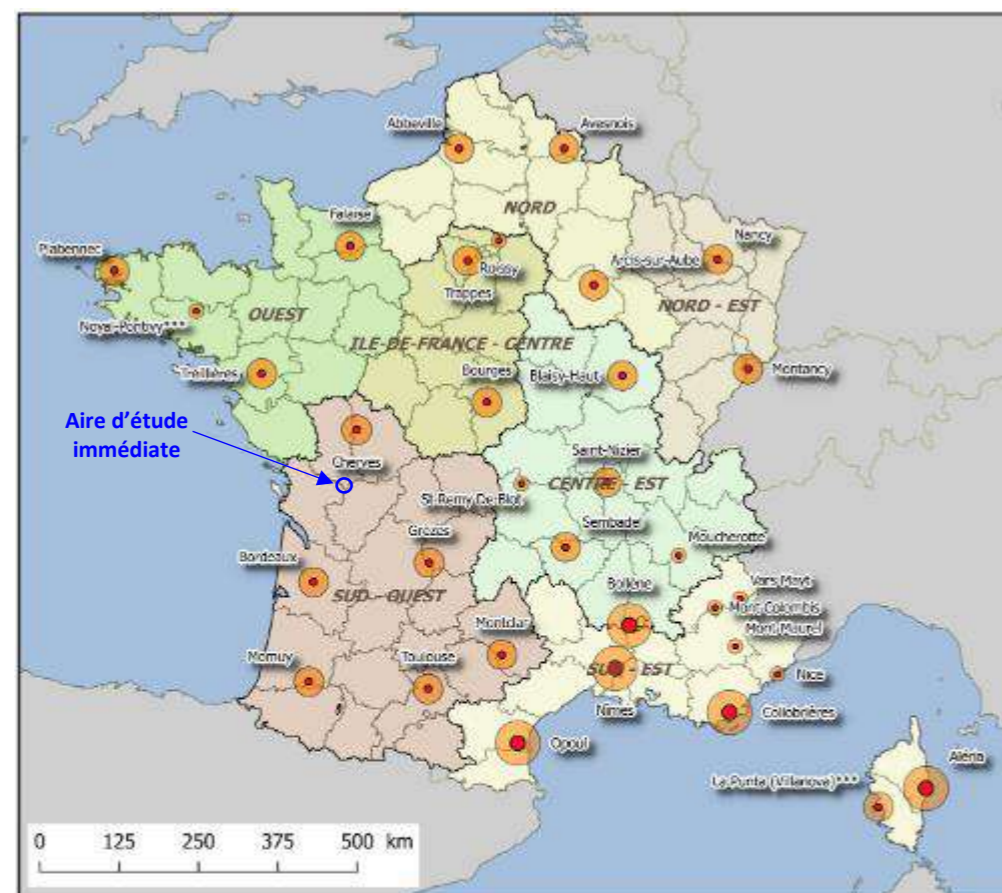 Abbeville
Avesnois
NORD
Falaise
Nancy
Plabennec
Arcis-sur-Aube
Roissy
Trappes
NORD - EST
OUEST
Noyal-Pontivy***
ILE-DE-FRANCE - CENTRE
Treillières
Bourges
Blaisy-Haut
Montancy
Aire d’étude
immédiate
Cherves
Saint-Nizier
CENTRE - EST
St-Remy-De-Blot
Sembadel
Moucherotte
Grèzes
Bordeaux
Bollène
Vars Mayt
SUD - OUEST
Mont Colombis
Montclar
Mont Maurel
Momuy
Toulouse
SUD - EST
Nice
Nimes
Collobrières
Opoul
Aléria
La Punta (Villanova)***
0 125 250 375 500 km